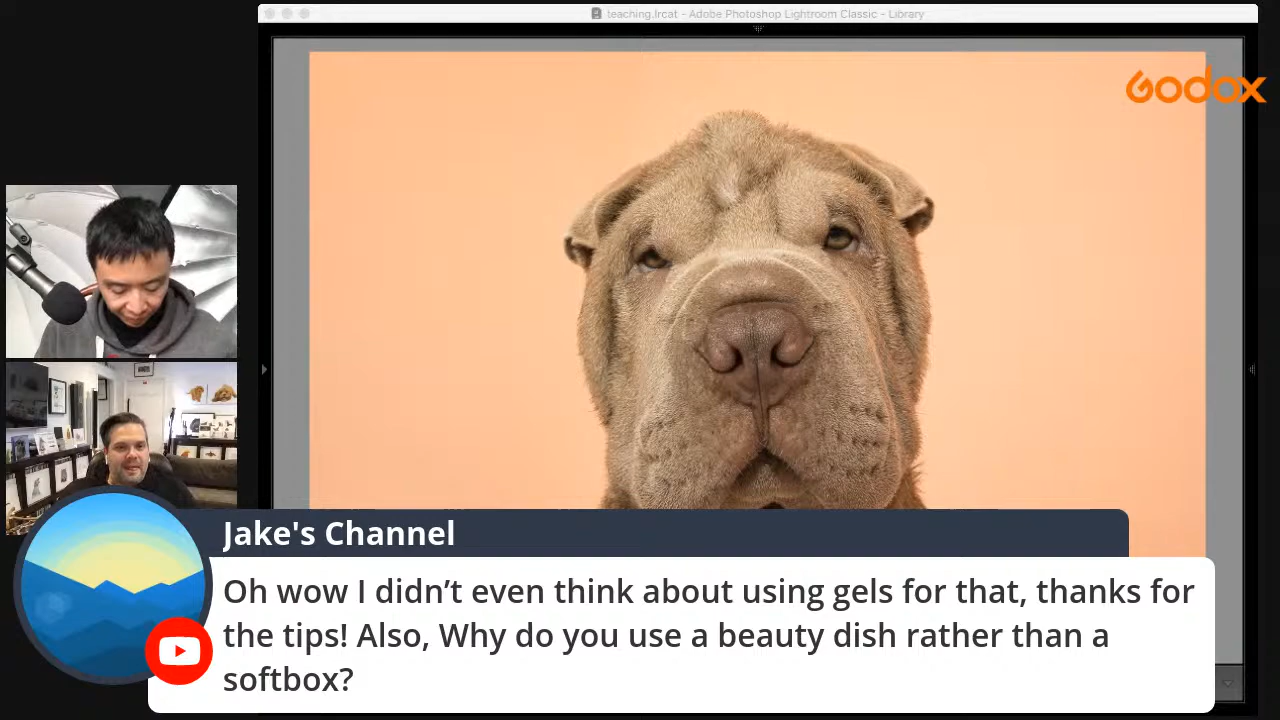 teaching.lrcat - Adobe Photoshop Lightroom Classic - Library
Godox
Jake's Channel
Oh wow I didn’t even think about using gels for that, thanks for
the tips! Also, Why do you use a beauty dish rather than a
softbox?